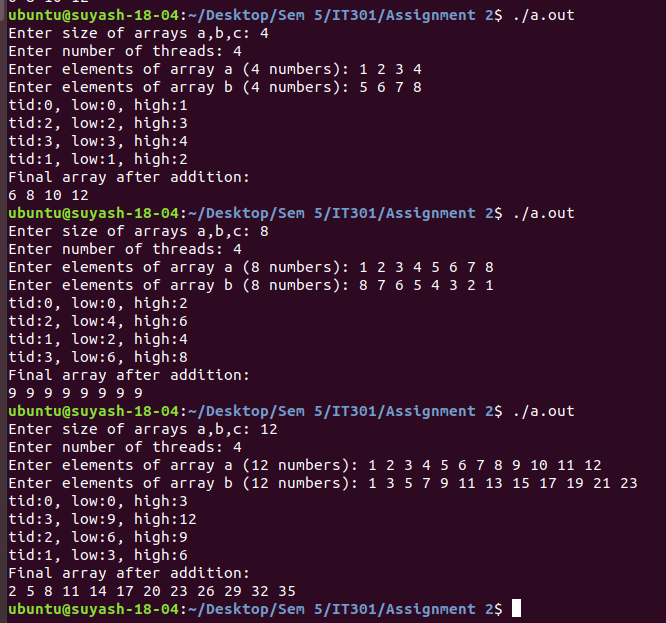 6 8 10 12
ubuntu@suyash-18-04:~/Desktop/Sem 5/IT301/Assignment 2$ ./a.out
Enter size of arrays a,b,c: 4
Enter number of threads: 4
Enter elements of array a (4 numbers): 1 2 3 4
Enter elements of array b (4 numbers): 5 6 7 8
tid:0, low:0, high:1
tid:2, low:2, high:3
tid:3, low:3, high:4
tid:1, low:1, high:2
Final array after addition:
6 8 10 12
ubuntu@suyash-18-04:~/Desktop/Sem 5/IT301/Assignment 2$ ./a.out
Enter size of arrays a,b,c: 8
Enter number of threads: 4
Enter elements of array a (8 numbers): 1 2 3 4 5 6 7 8
Enter elements of array b (8 numbers): 8 7 6 5 4 3 2 1
tid:0, low:0, high:2
tid:2, low:4, high:6
tid:1, low:2, high:4
tid:3, low:6, high:8
Final array after addition:
9 9 9 9 9 9 9 9
ubuntu@suyash-18-04:~/Desktop/Sem 5/IT301/Assignment 2$ ./a.out
Enter size of arrays a,b,c: 12
Enter number of threads: 4
Enter elements of array a (12 numbers): 1 2 3 4 5 6 7 8 9 10 11 12
Enter elements of array b (12 numbers): 1 3 5 7 9 11 13 15 17 19 21 23
tid:0, low:0, high:3
tid:3, low:9, high:12
tid:2, low:6, high:9
tid:1, low:3, high:6
Final array after addition:
2 5 8 11 14 17 20 23 26 29 32 35
ubuntu@suyash-18-04:~/Desktop/Sem 5/IT301/Assignment 2$